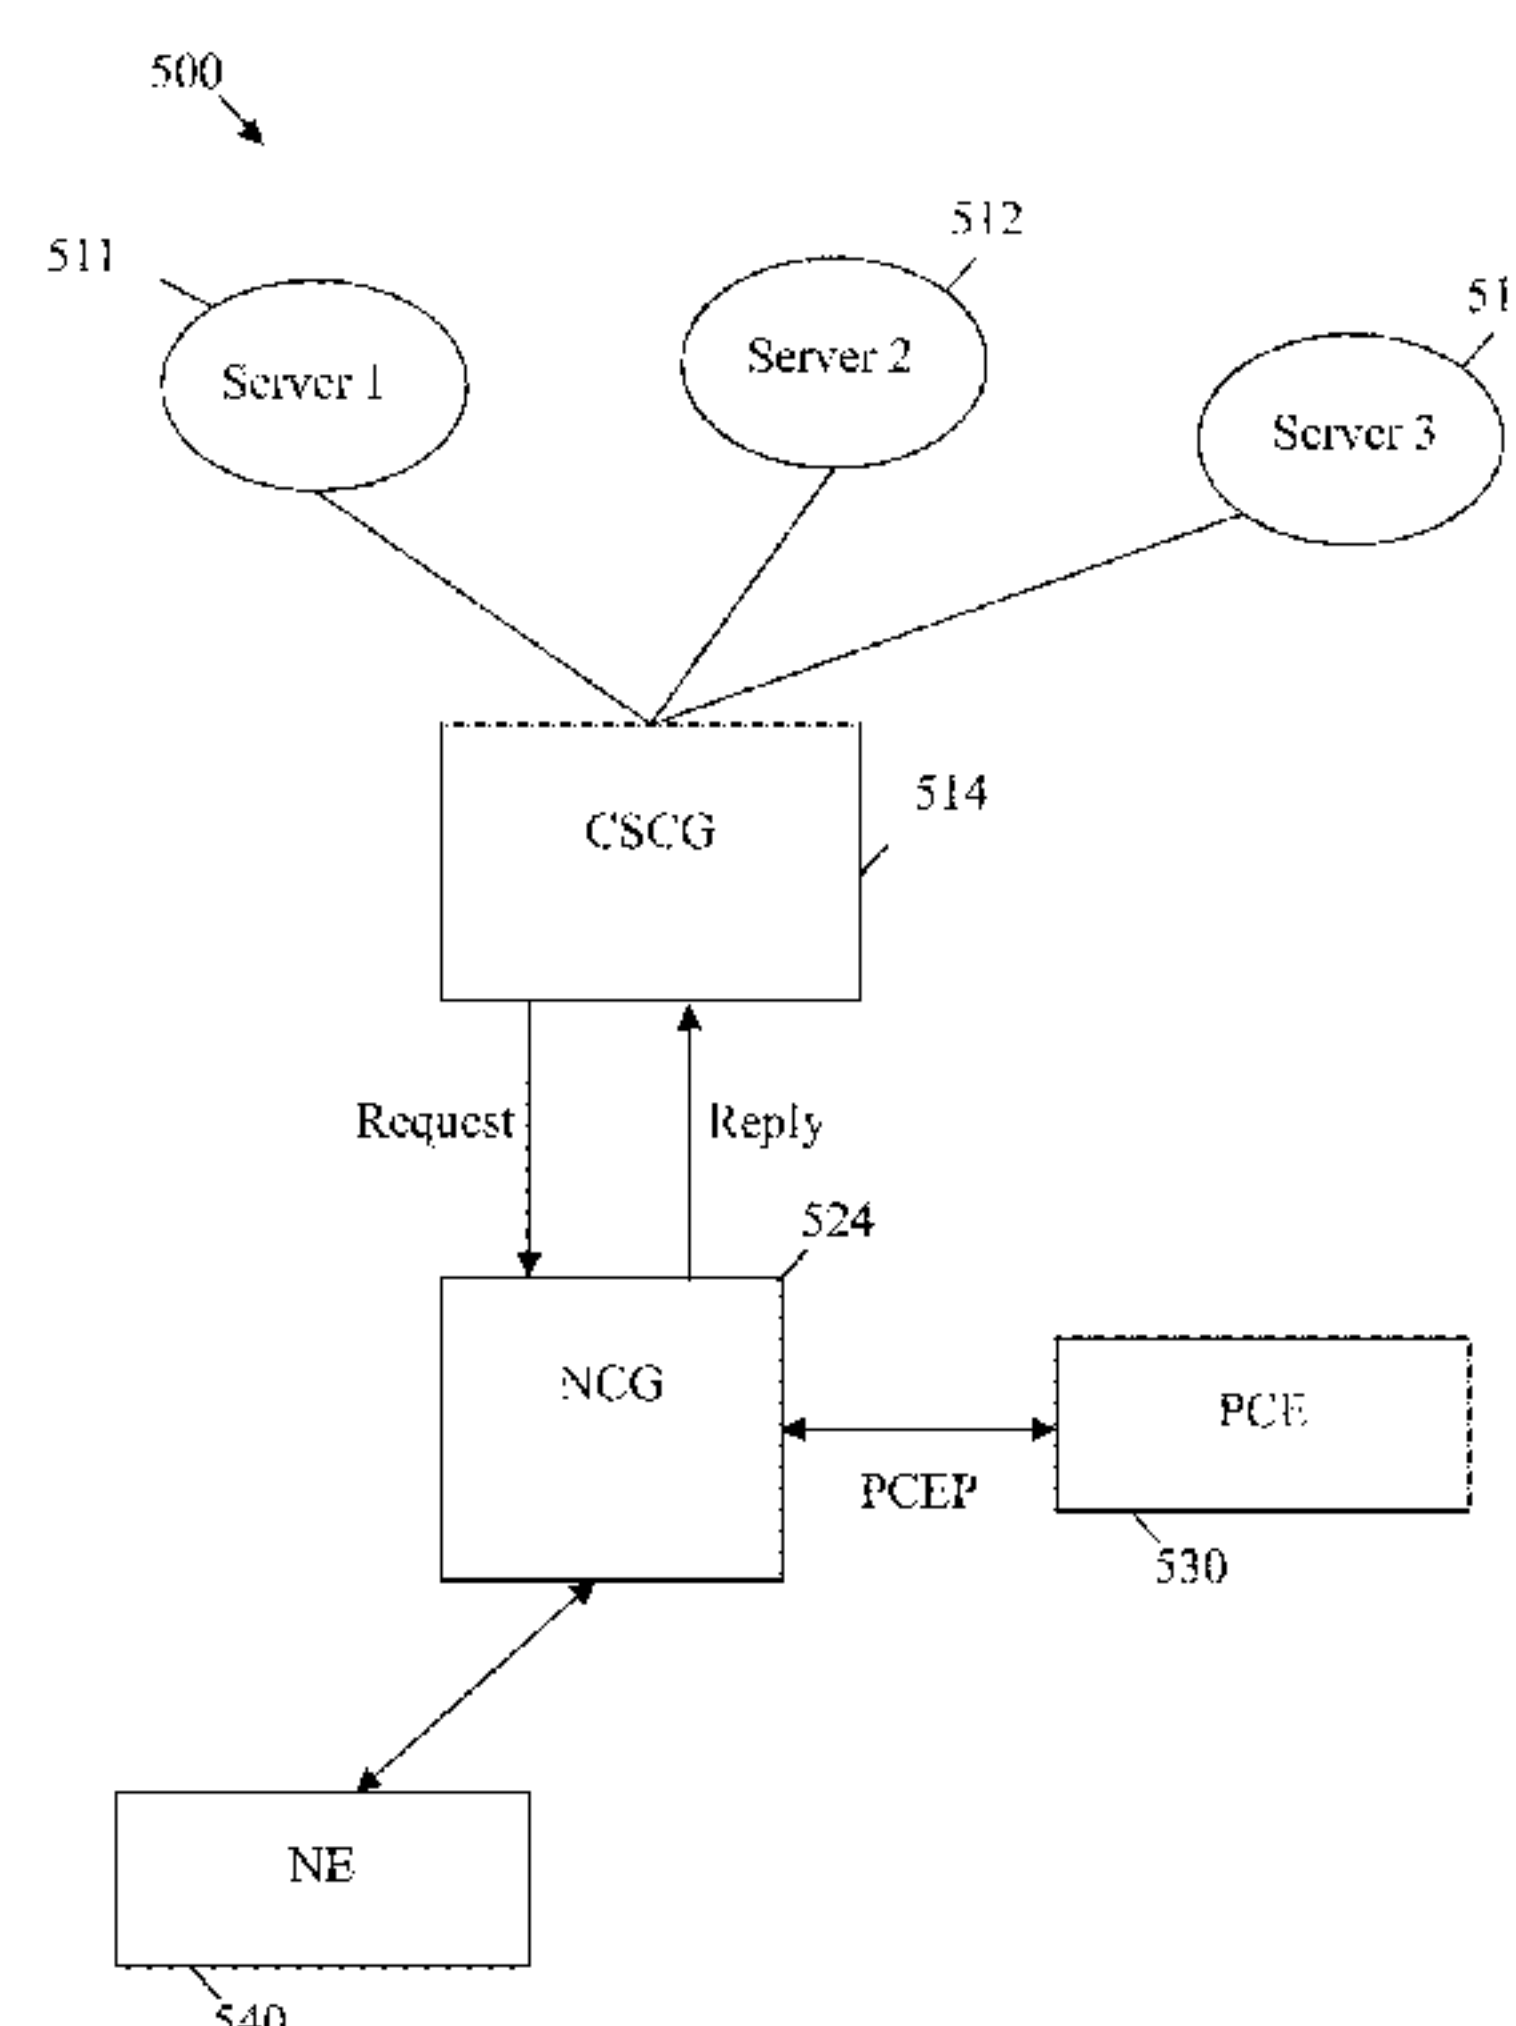 500
511
512
51
Server 1
Server 2
Server 3
CSCG
514
Request
Reply
524
NCG
PCE
PCEP
530
NE
540